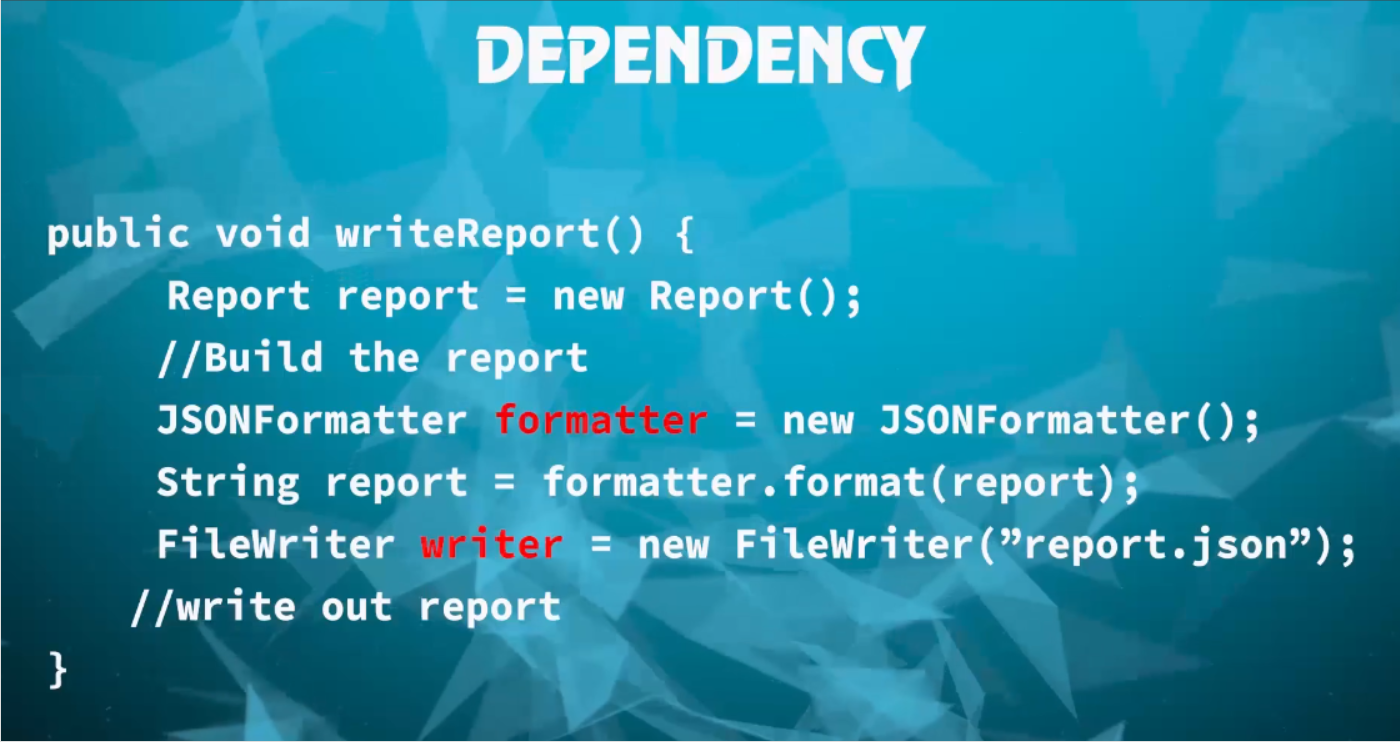 DEPENDENCY
public void writeReport() {
Report report = new Report();
//Build the report
JSONFormatter formatter = new JSONFormatter();
String report = formatter.format(report);
FileWriter writer = new FileWriter(”report.json”);
//write out report
}